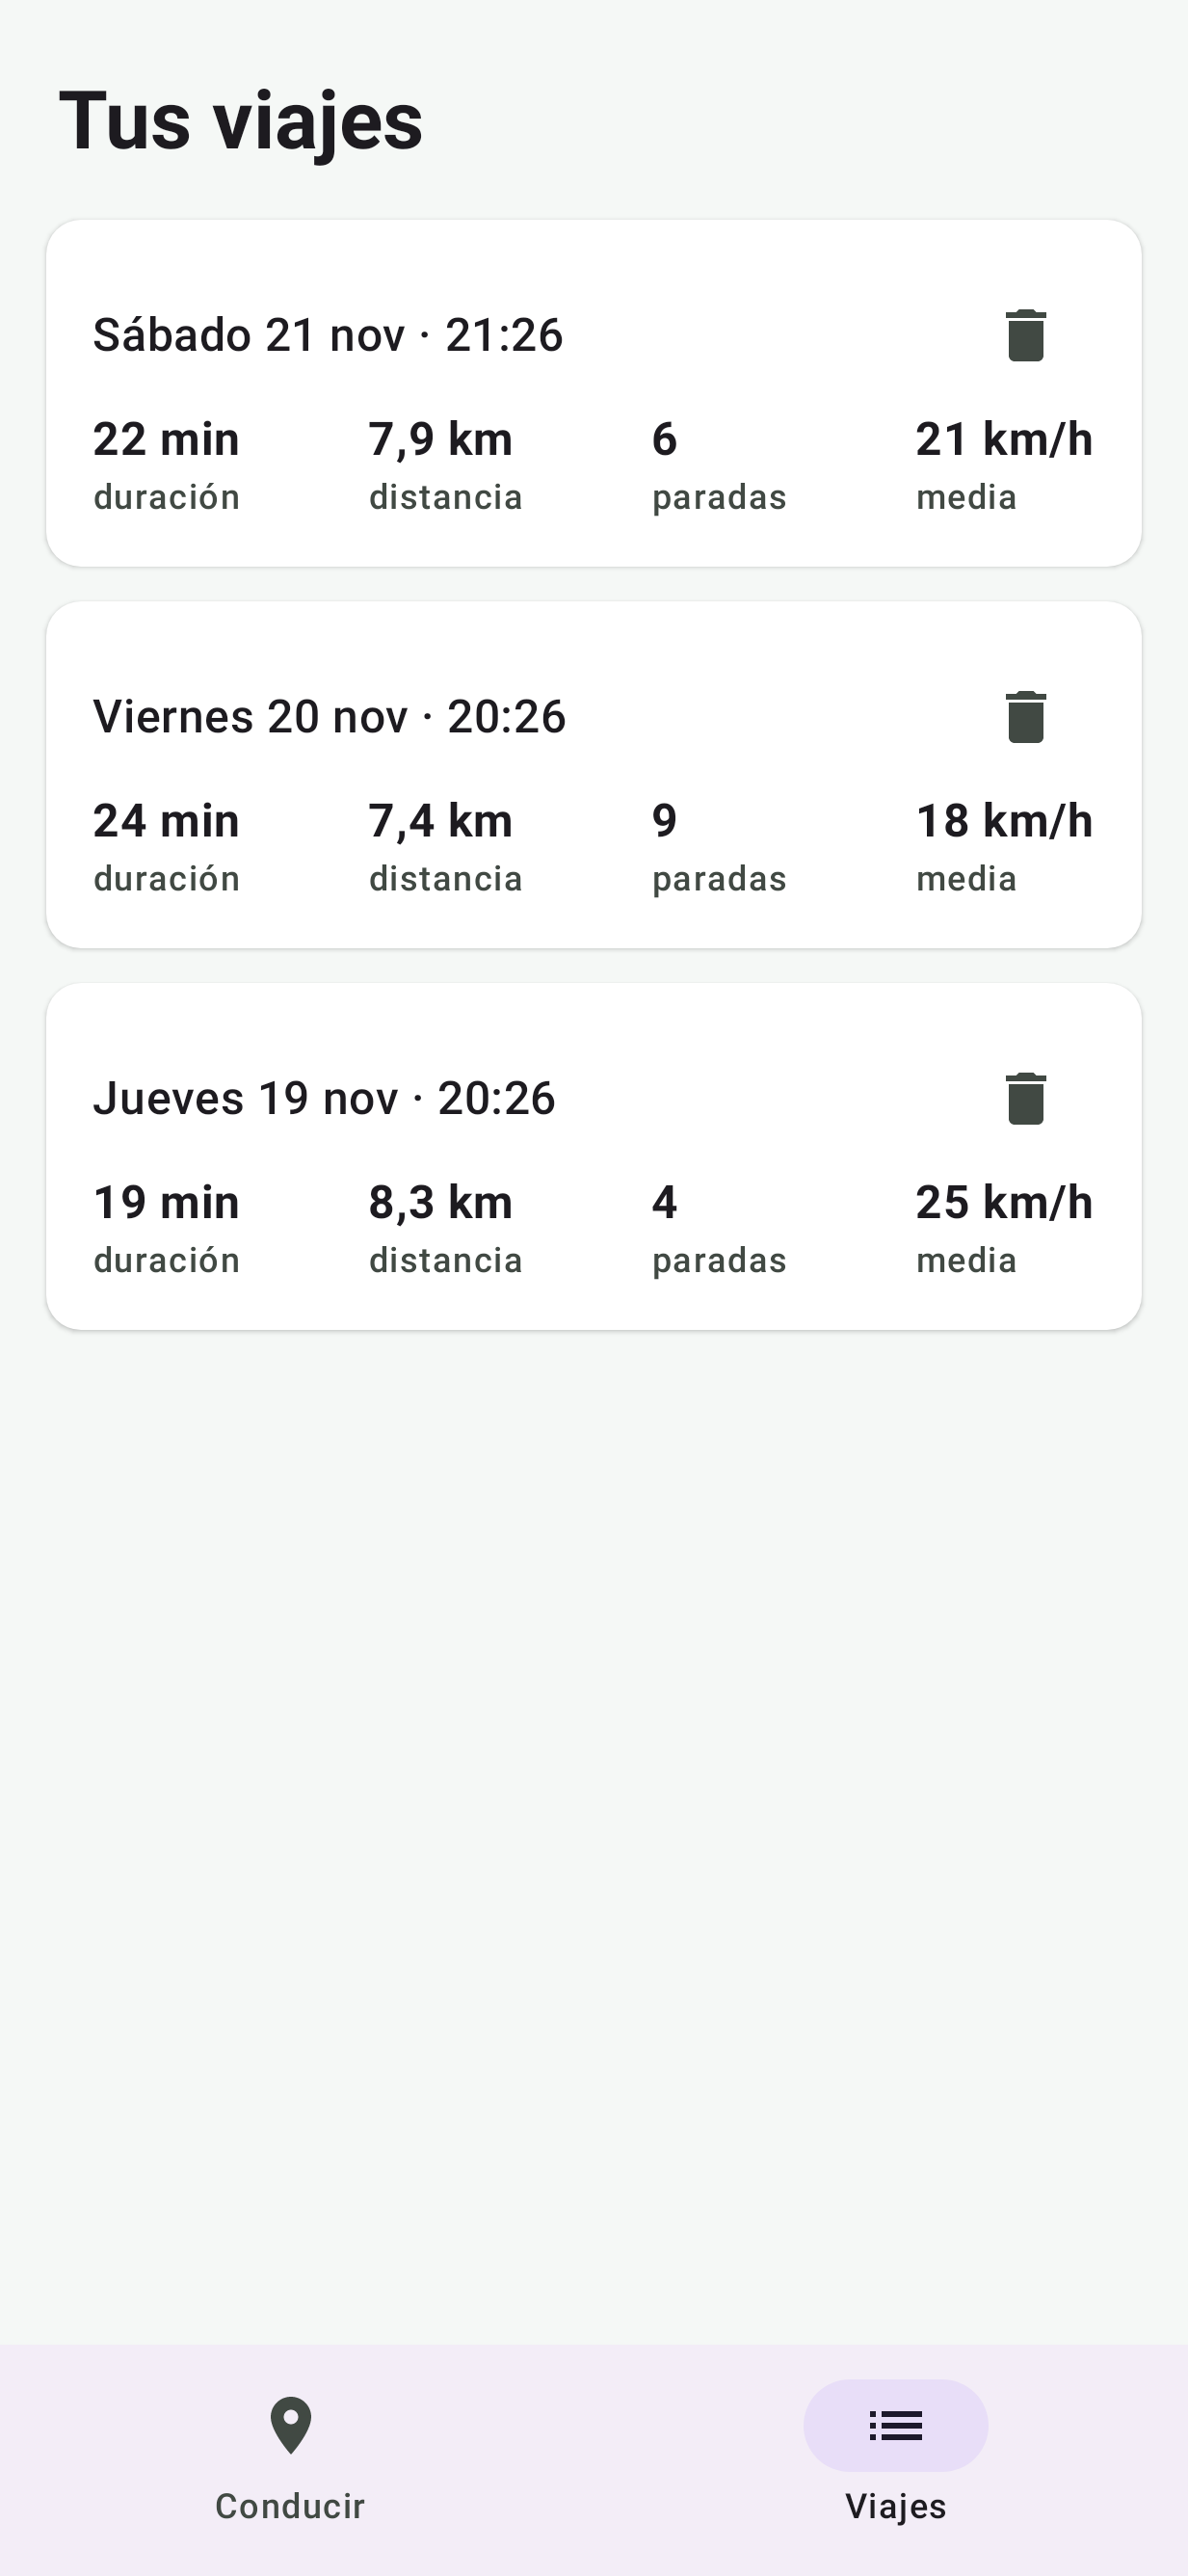 Tus viajes
Sábado 21 nov · 21:26
22 min 7,9 km 6 21 km/h
duración distancia paradas media
Viernes 20 nov · 20:26
24 min 7,4 km 9 18 km/h
duración distancia paradas media
Jueves 19 nov · 20:26
19 min 8,3 km 4 25 km/h
duración distancia paradas media
Conducir Viajes